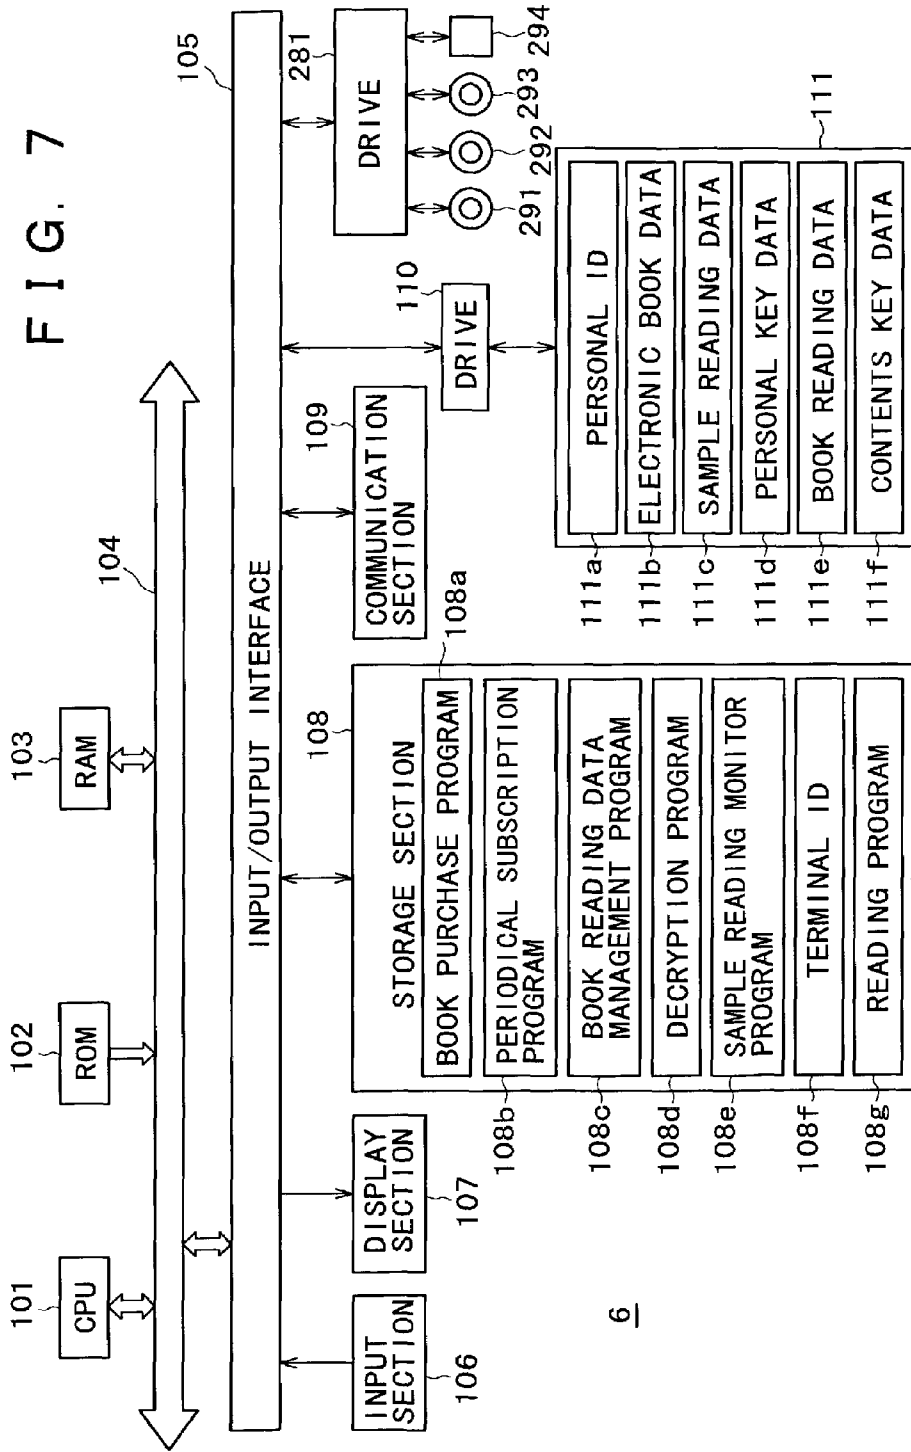 FIG. 7
101
CPU
102
ROM
103
RAM
104
105
INPUT/OUTPUT INTERFACE
INPUT
SECTION
106
DISPLAY
SECTION
107
108
STORAGE SECTION
BOOK PURCHASE PROGRAM
108a
PERIODICAL SUBSCRIPTION
PROGRAM
108b
BOOK READING DATA
MANAGEMENT PROGRAM
108c
DECRYPTION PROGRAM
108d
SAMPLE READING MONITOR
PROGRAM
108e
TERMINAL ID
108f
READING PROGRAM
108g
109
COMMUNICATION
SECTION
110
DRIVE
281
DRIVE
291
292
293
294
111
PERSONAL ID
111a
ELECTRONIC BOOK DATA
111b
SAMPLE READING DATA
111c
PERSONAL KEY DATA
111d
BOOK READING DATA
111e
CONTENTS KEY DATA
111f
6